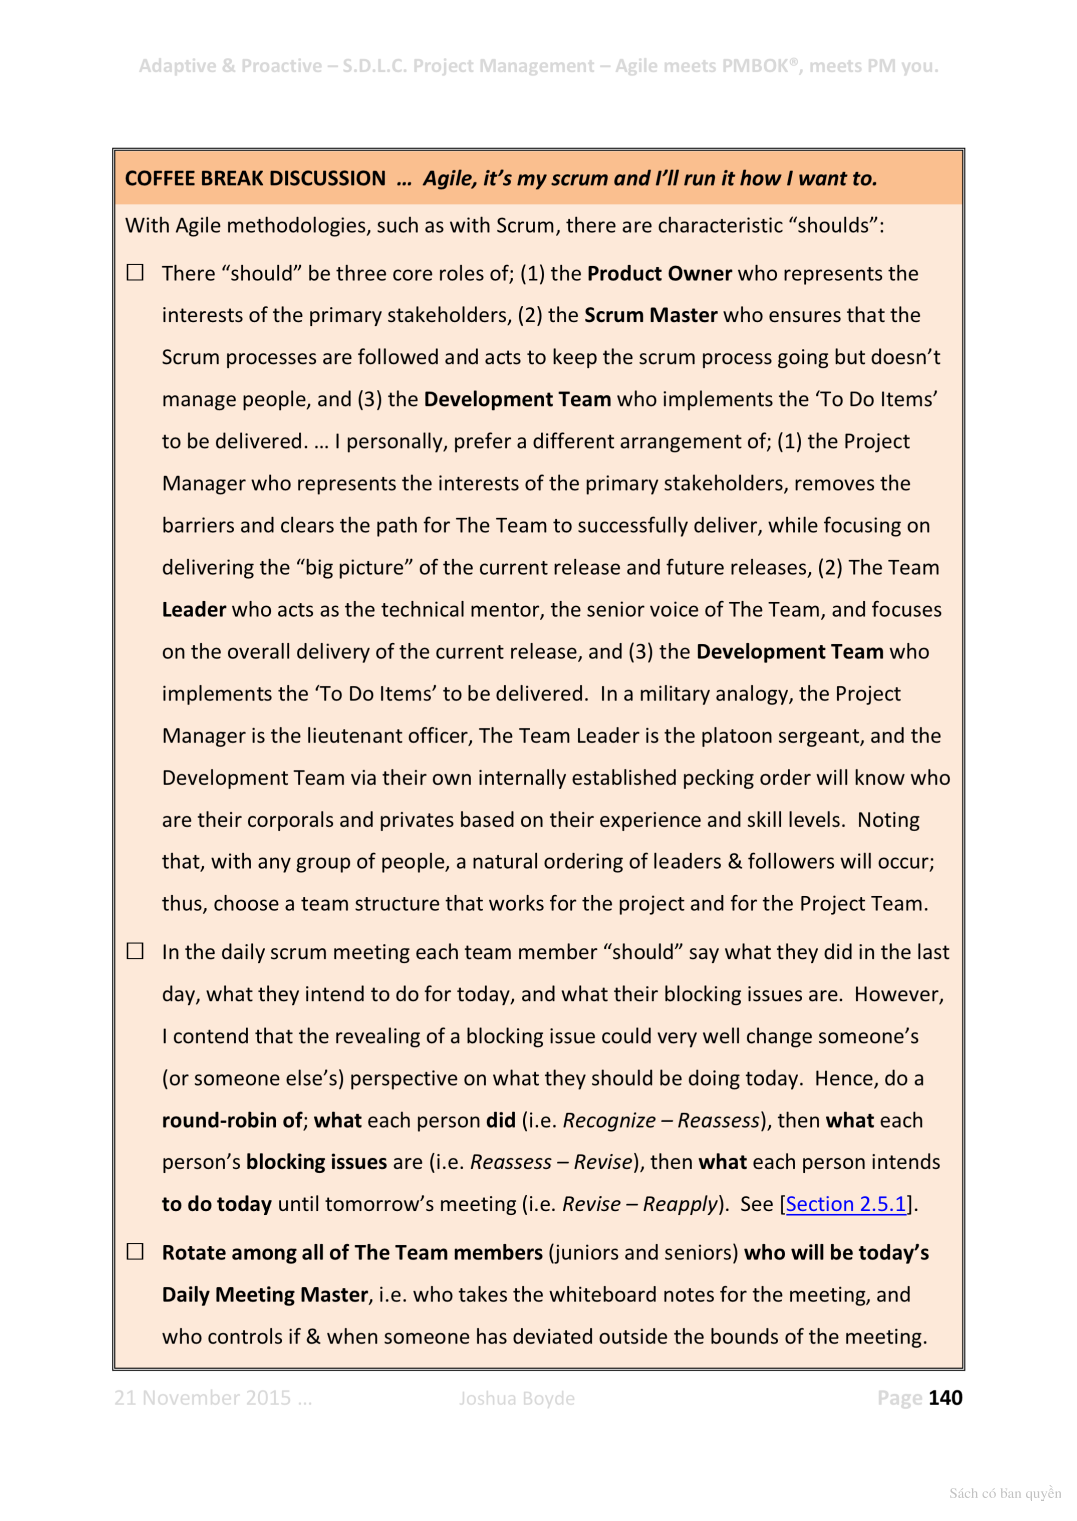 Adaptive & Proactive – S.D.L.C. Project Management – Agile meets PMBOK®, meets PM you.
COFFEE BREAK DISCUSSION ... Agile, it’s my scrum and I’ll run it how I want to.
With Agile methodologies, such as with Scrum, there are characteristic “shoulds”:
☐ There “should” be three core roles of; (1) the Product Owner who represents the
interests of the primary stakeholders, (2) the Scrum Master who ensures that the
Scrum processes are followed and acts to keep the scrum process going but doesn’t
manage people, and (3) the Development Team who implements the ‘To Do Items’
to be delivered. ... I personally, prefer a different arrangement of; (1) the Project
Manager who represents the interests of the primary stakeholders, removes the
barriers and clears the path for The Team to successfully deliver, while focusing on
delivering the “big picture” of the current release and future releases, (2) The Team
Leader who acts as the technical mentor, the senior voice of The Team, and focuses
on the overall delivery of the current release, and (3) the Development Team who
implements the ‘To Do Items’ to be delivered.  In a military analogy, the Project
Manager is the lieutenant officer, The Team Leader is the platoon sergeant, and the
Development Team via their own internally established pecking order will know who
are their corporals and privates based on their experience and skill levels.  Noting
that, with any group of people, a natural ordering of leaders & followers will occur;
thus, choose a team structure that works for the project and for the Project Team.
☐ In the daily scrum meeting each team member “should” say what they did in the last
day, what they intend to do for today, and what their blocking issues are.  However,
I contend that the revealing of a blocking issue could very well change someone’s
(or someone else’s) perspective on what they should be doing today.  Hence, do a
round-robin of; what each person did (i.e. Recognize – Reassess), then what each
person’s blocking issues are (i.e. Reassess – Revise), then what each person intends
to do today until tomorrow’s meeting (i.e. Revise – Reapply).  See [Section 2.5.1].
☐ Rotate among all of The Team members (juniors and seniors) who will be today’s
Daily Meeting Master, i.e. who takes the whiteboard notes for the meeting, and
who controls if & when someone has deviated outside the bounds of the meeting.
21 November 2015 ... Joshua Boyde Page 140
Sách có bản quyền